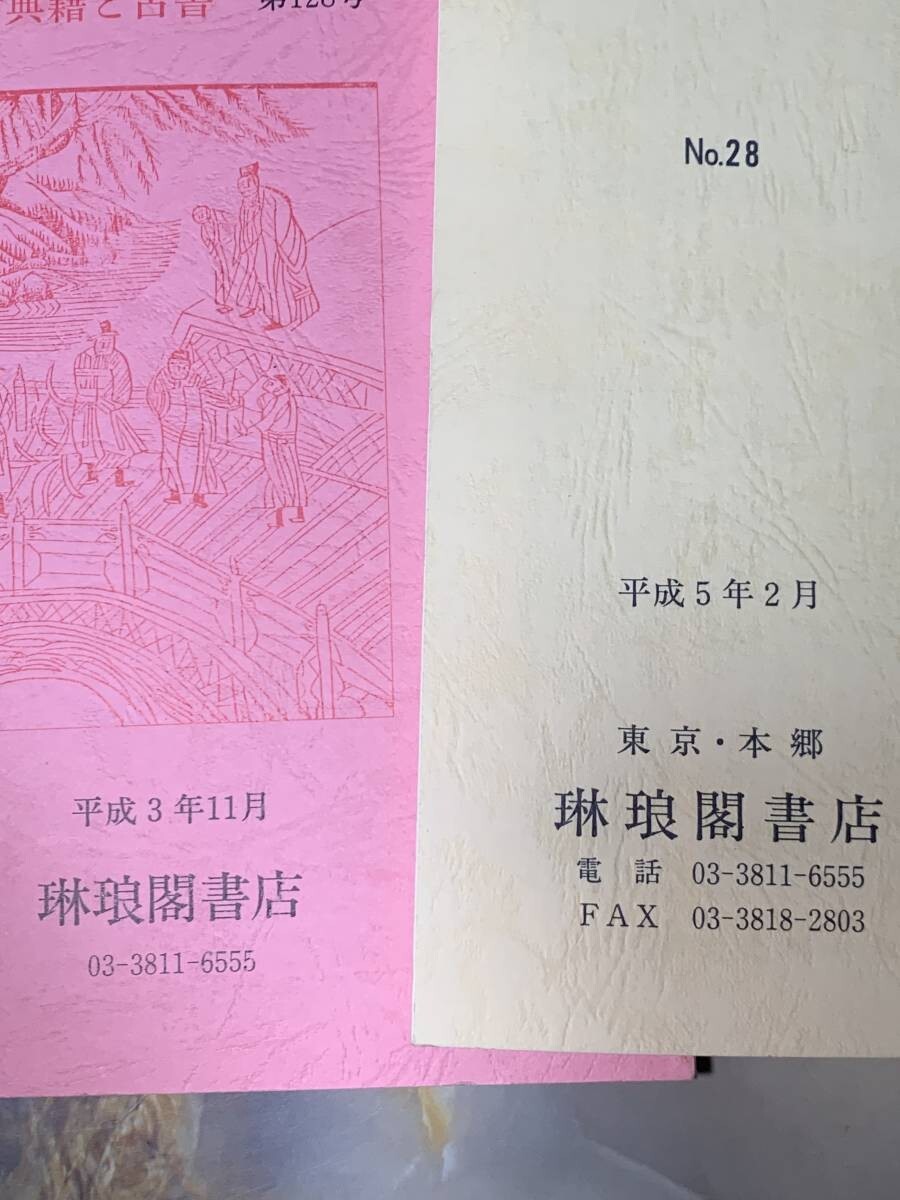 典籍と古書 第128号
平成3年11月
琳琅閣書店
03-3811-6555
No.28
平成5年2月
東京・本郷
琳琅閣書店
電話 03-3811-6555
FAX 03-3818-2803